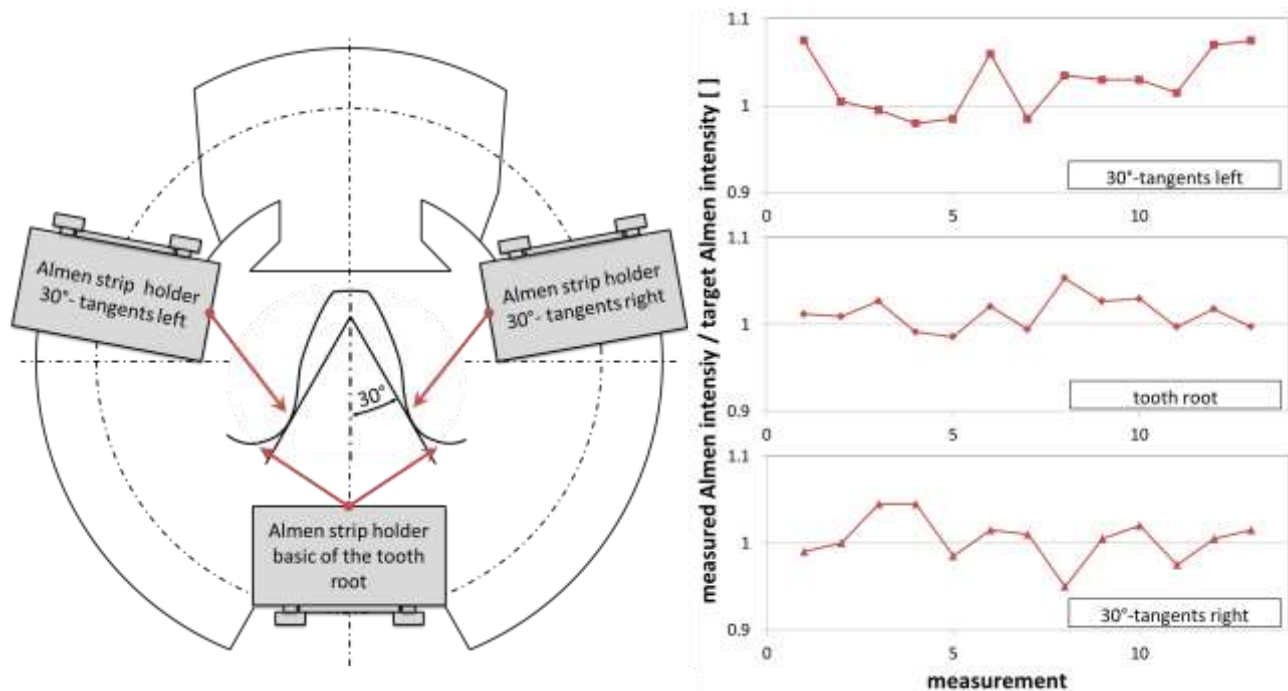 Almen strip holder
30°- tangents left
Almen strip holder
30°- tangents right
30°
Almen strip holder
basic of the tooth
root
measured Almen intensiy / target Almen intensity [ ]
1.1
1
0.9
0
5
10
30°-tangents left
1.1
1
0.9
0
5
10
tooth root
1.1
1
0.9
0
5
10
30°-tangents right
measurement